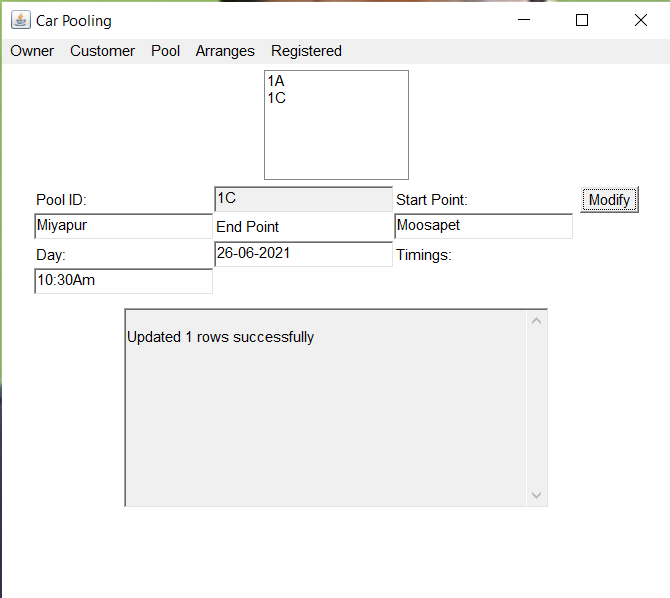 Car Pooling
Owner Customer Pool Arranges Registered
1A
1C
Pool ID: 1C Start Point: Modify
Miyapur End Point Moosapet
Day: 26-06-2021 Timings:
10:30Am
Updated 1 rows successfully